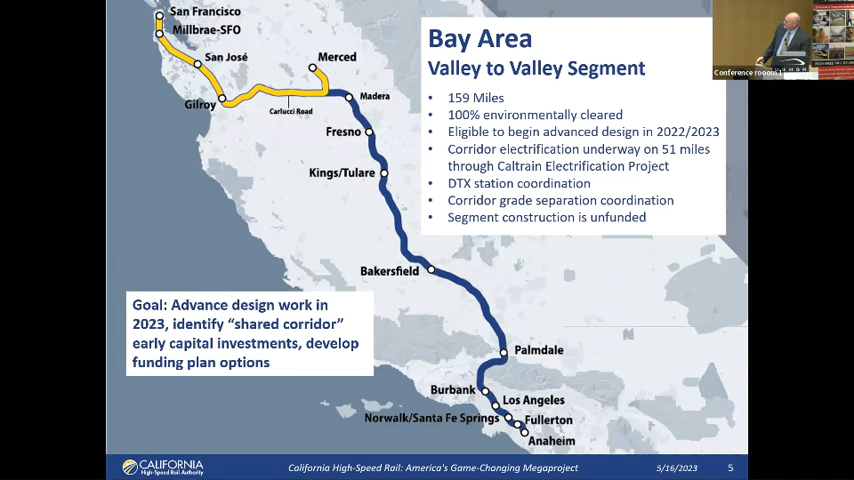 San Francisco
Millbrae-SFO
San José
Merced
Gilroy
Carlucci Road
Madera
Fresno
Kings/Tulare
Bakersfield
Palmdale
Burbank
Los Angeles
Norwalk/Santa Fe Springs
Fullerton
Anaheim
Bay Area
Valley to Valley Segment
• 159 Miles
• 100% environmentally cleared
• Eligible to begin advanced design in 2022/2023
• Corridor electrification underway on 51 miles
through Caltrain Electrification Project
• DTX station coordination
• Corridor grade separation coordination
• Segment construction is unfunded
Goal: Advance design work in
2023, identify “shared corridor”
early capital investments, develop
funding plan options
Conference rooom 1
CALIFORNIA
High-Speed Rail Authority
California High-Speed Rail: America's Game-Changing Megaproject
5/16/2023
5